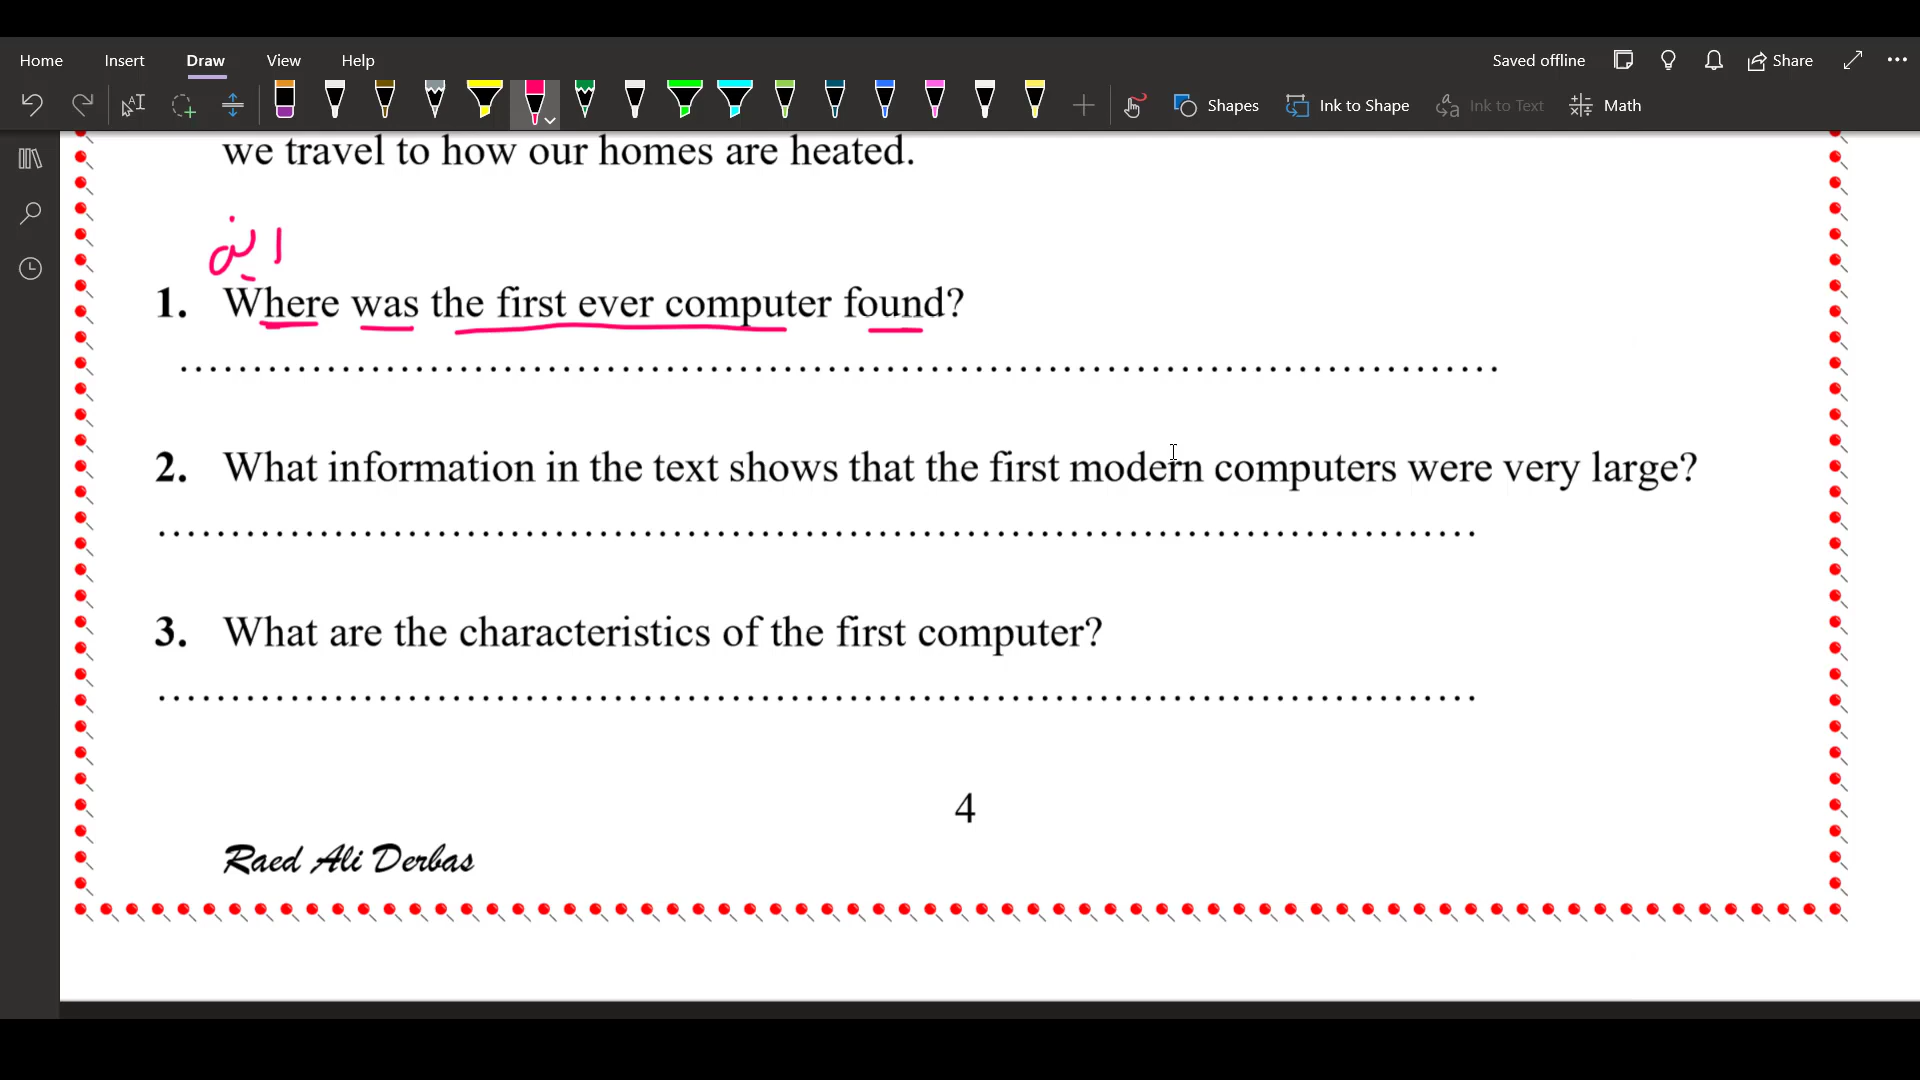 Home Insert Draw View Help Saved offline Share
Shapes Ink to Shape Ink to Text Math
we travel to how our homes are heated.
اين
1. Where was the first ever computer found?
................................................................................
2. What information in the text shows that the first modern computers were very large?
................................................................................
3. What are the characteristics of the first computer?
................................................................................
4
Raed Ali Derbas